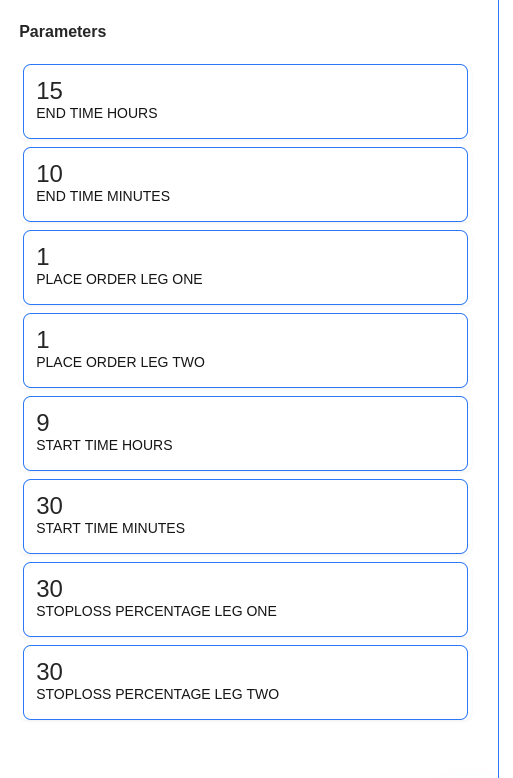 Parameters
15
END TIME HOURS
10
END TIME MINUTES
1
PLACE ORDER LEG ONE
1
PLACE ORDER LEG TWO
9
START TIME HOURS
30
START TIME MINUTES
30
STOPLOSS PERCENTAGE LEG ONE
30
STOPLOSS PERCENTAGE LEG TWO